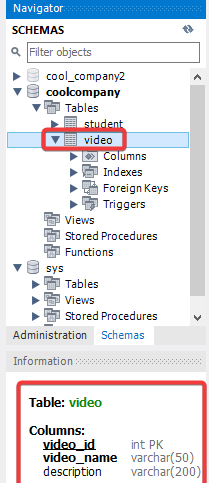 Navigator
SCHEMAS
Filter objects
cool_company2
coolcompany
Tables
student
video
Columns
Indexes
Foreign Keys
Triggers
Views
Stored Procedures
Functions
sys
Tables
Views
Stored Procedures
Functions
Administration Schemas
Information
Table: video
Columns:
video_id int PK
video_name varchar(50)
description varchar(200)